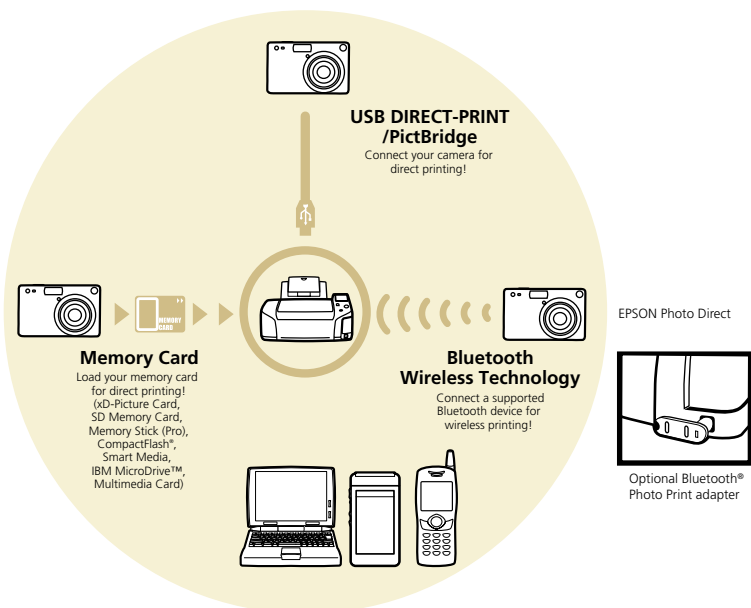 USB DIRECT-PRINT
/PictBridge
Connect your camera for
direct printing!
MEMORY
CARD
Memory Card
Load your memory card
for direct printing!
(xD-Picture Card,
SD Memory Card,
Memory Stick (Pro),
CompactFlash®,
Smart Media,
IBM MicroDrive™,
Multimedia Card)
Bluetooth
Wireless Technology
Connect a supported
Bluetooth device for
wireless printing!
EPSON Photo Direct
Optional Bluetooth®
Photo Print adapter